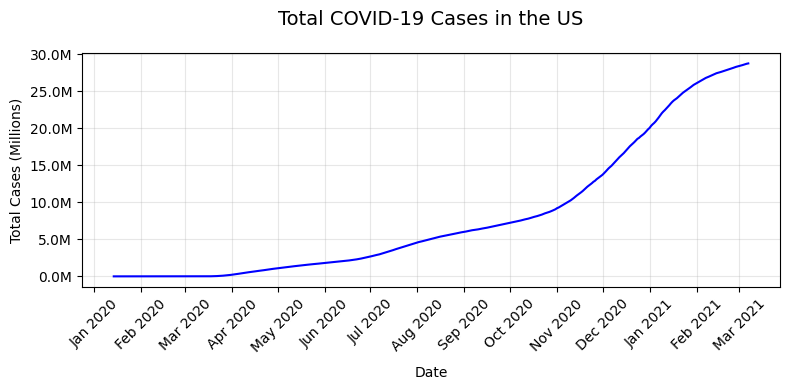 Total COVID-19 Cases in the US
30.0M
25.0M
20.0M
15.0M
10.0M
5.0M
0.0M
Total Cases (Millions)
Jan 2020
Feb 2020
Mar 2020
Apr 2020
May 2020
Jun 2020
Jul 2020
Aug 2020
Sep 2020
Oct 2020
Nov 2020
Dec 2020
Jan 2021
Feb 2021
Mar 2021
Date